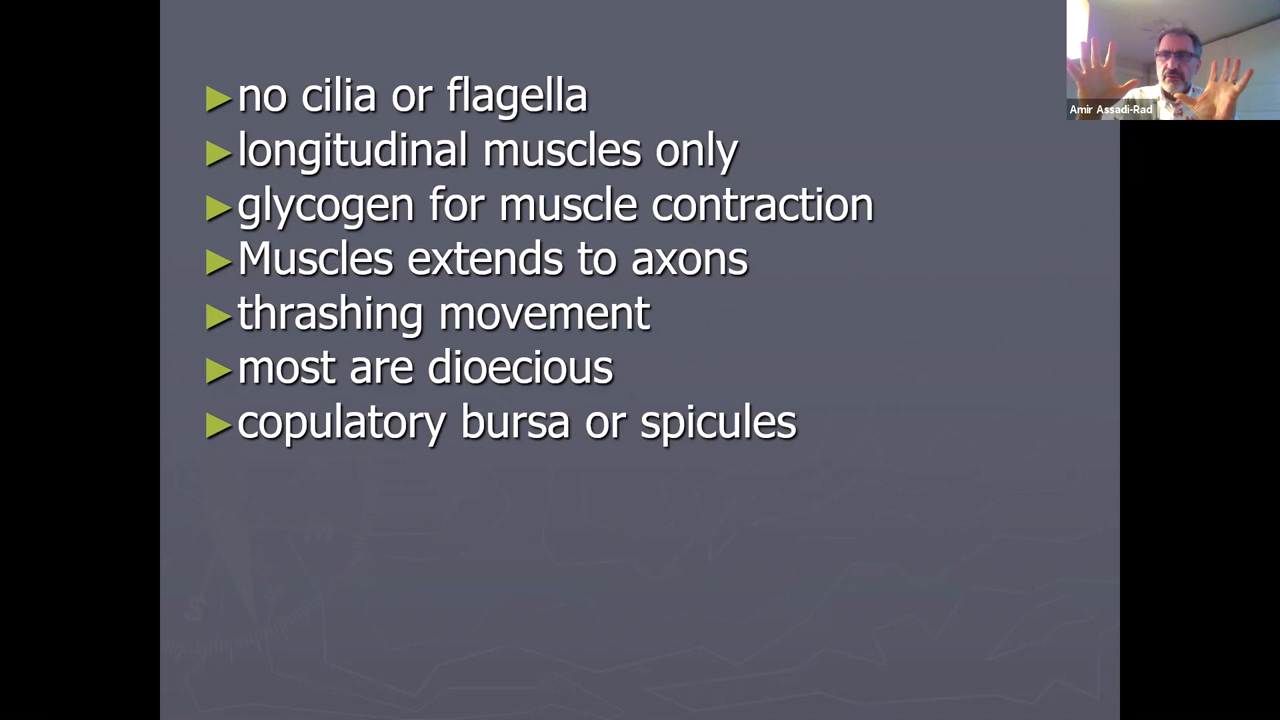 ►no cilia or flagella
►longitudinal muscles only
►glycogen for muscle contraction
►Muscles extends to axons
►thrashing movement
►most are dioecious
►copulatory bursa or spicules
Amir Assadi-Rad